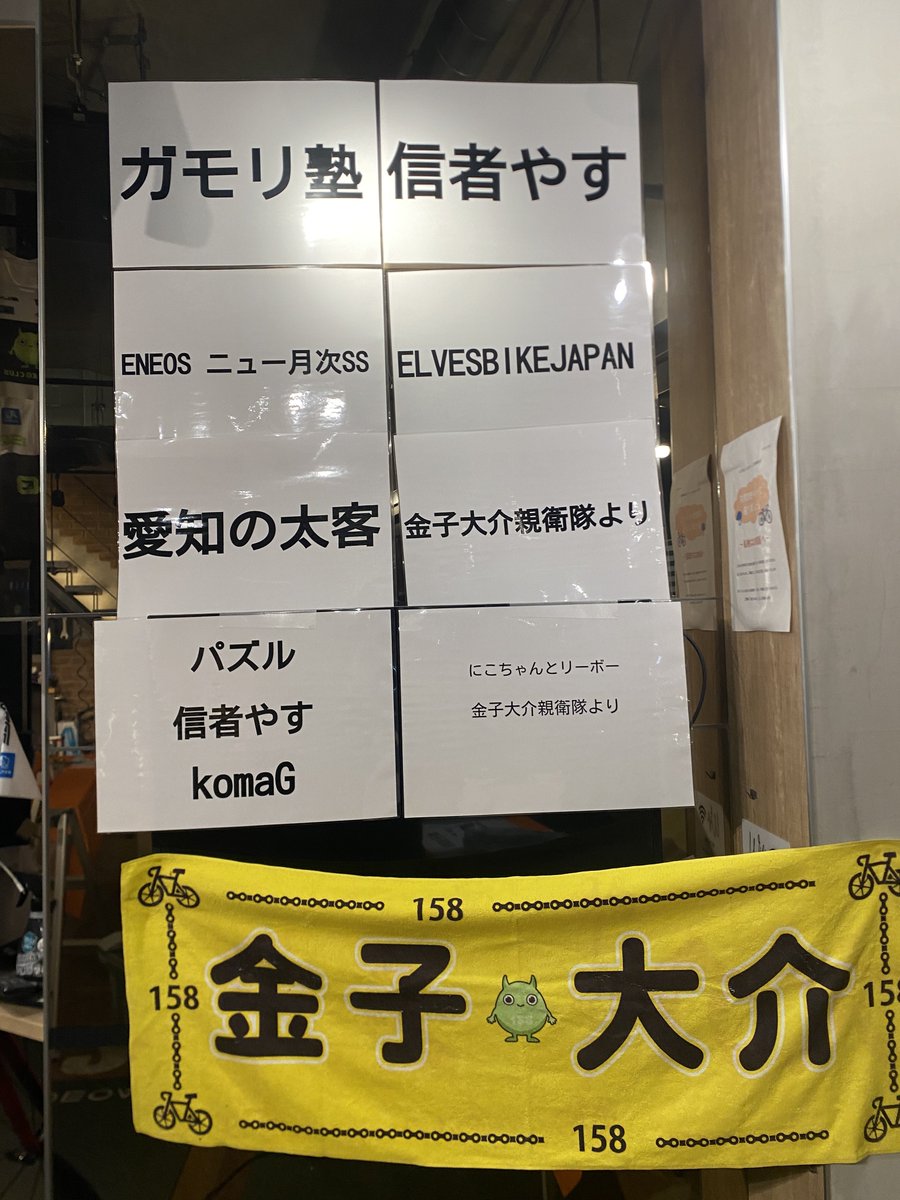 ガモリ塾
信者やす
ENEOS ニュー月次SS
ELVESBIKEJAPAN
愛知の太客
金子大介親衛隊より
パズル
信者やす
komaG
にこちゃんとリーボー
金子大介親衛隊より
158
158
金子 大介
158
158